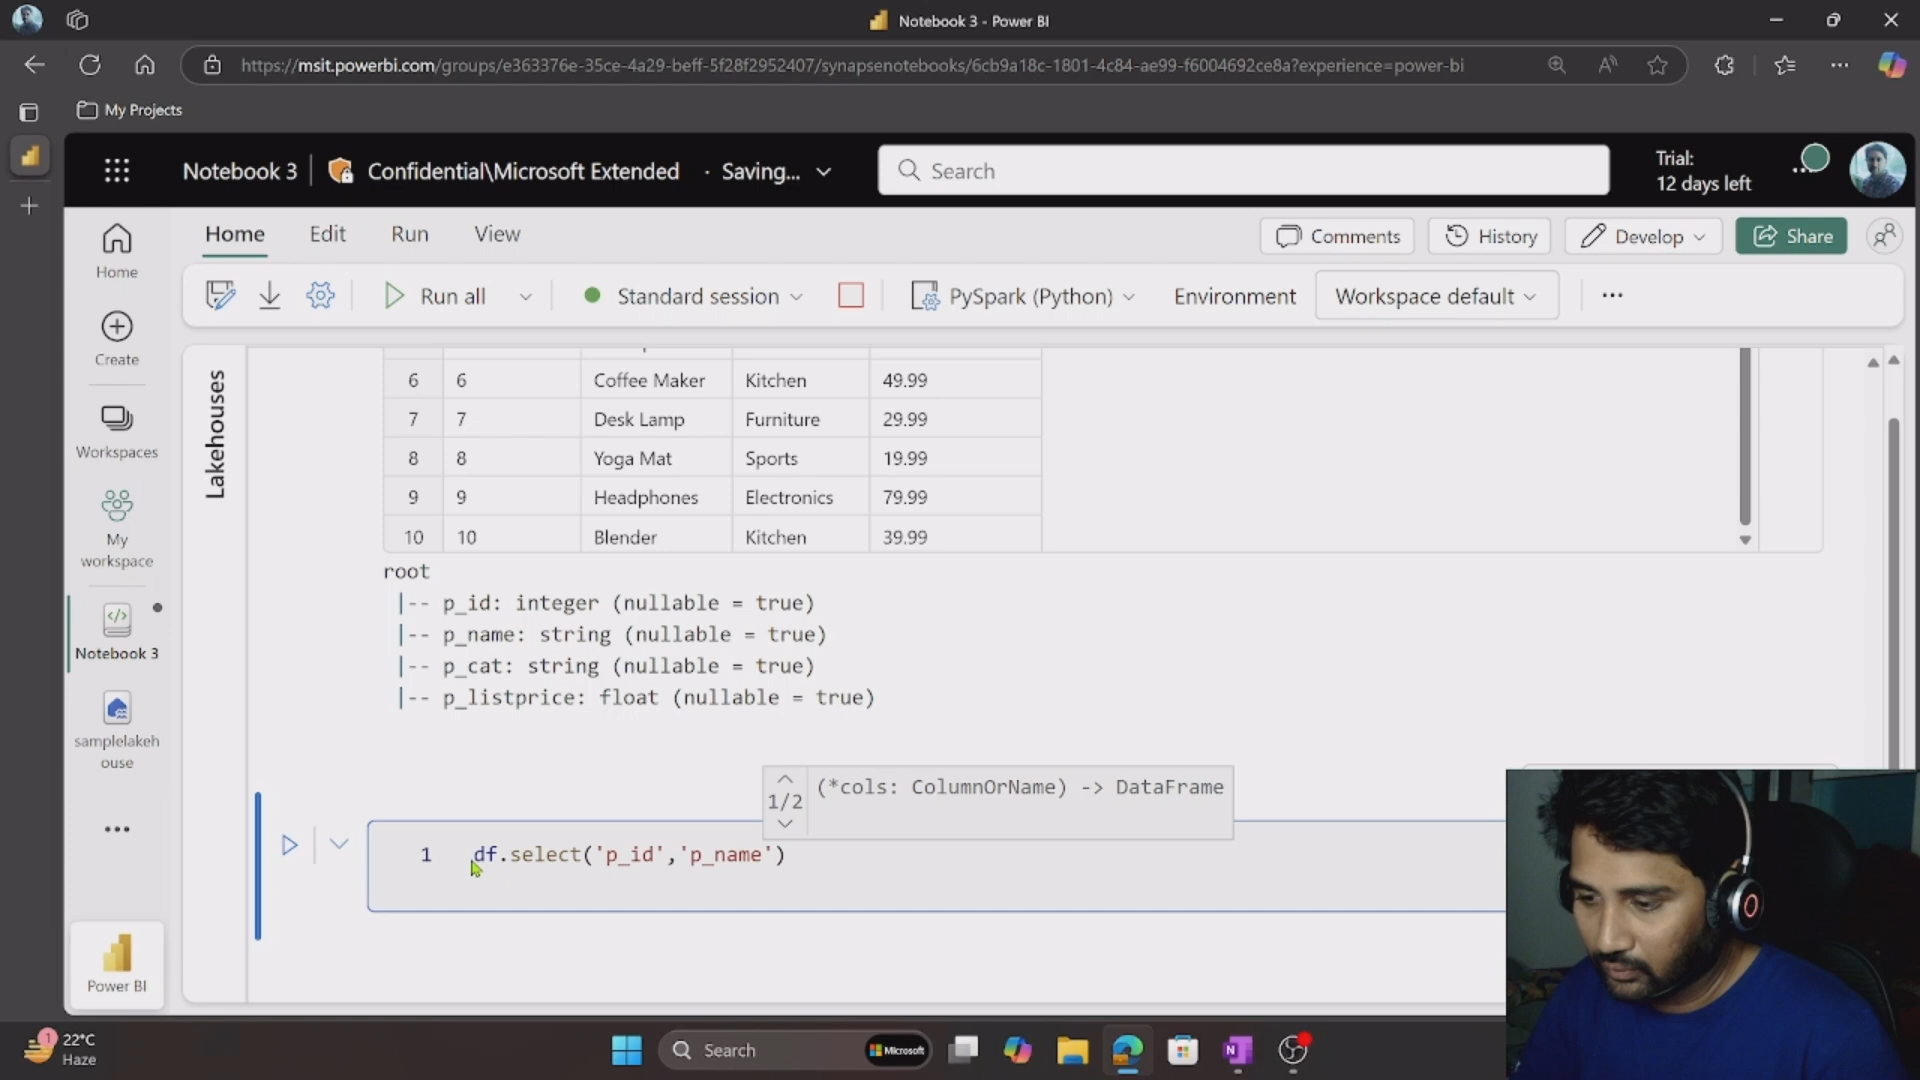 Notebook 3 - Power BI
https://msit.powerbi.com/groups/e363376e-35ce-4a29-beff-5f28f2952407/synapsenotebooks/6cb9a18c-1801-4c84-ae99-f6004692ce8a?experience=power-bi
My Projects
Notebook 3
Confidential\Microsoft Extended
· Saving...
Search
Trial:
12 days left
Home
Edit
Run
View
Comments
History
Develop
Share
Run all
Standard session
PySpark (Python)
Environment
Workspace default
Home
Create
Workspaces
My
workspace
Notebook 3
samplelakeh
ouse
Power BI
Lakehouses
6 6 Coffee Maker Kitchen 49.99
7 7 Desk Lamp Furniture 29.99
8 8 Yoga Mat Sports 19.99
9 9 Headphones Electronics 79.99
10 10 Blender Kitchen 39.99
root
|-- p_id: integer (nullable = true)
|-- p_name: string (nullable = true)
|-- p_cat: string (nullable = true)
|-- p_listprice: float (nullable = true)
1/2
(*cols: ColumnOrName) -> DataFrame
1 df.select('p_id','p_name')
1
22°C
Haze
Search
Microsoft